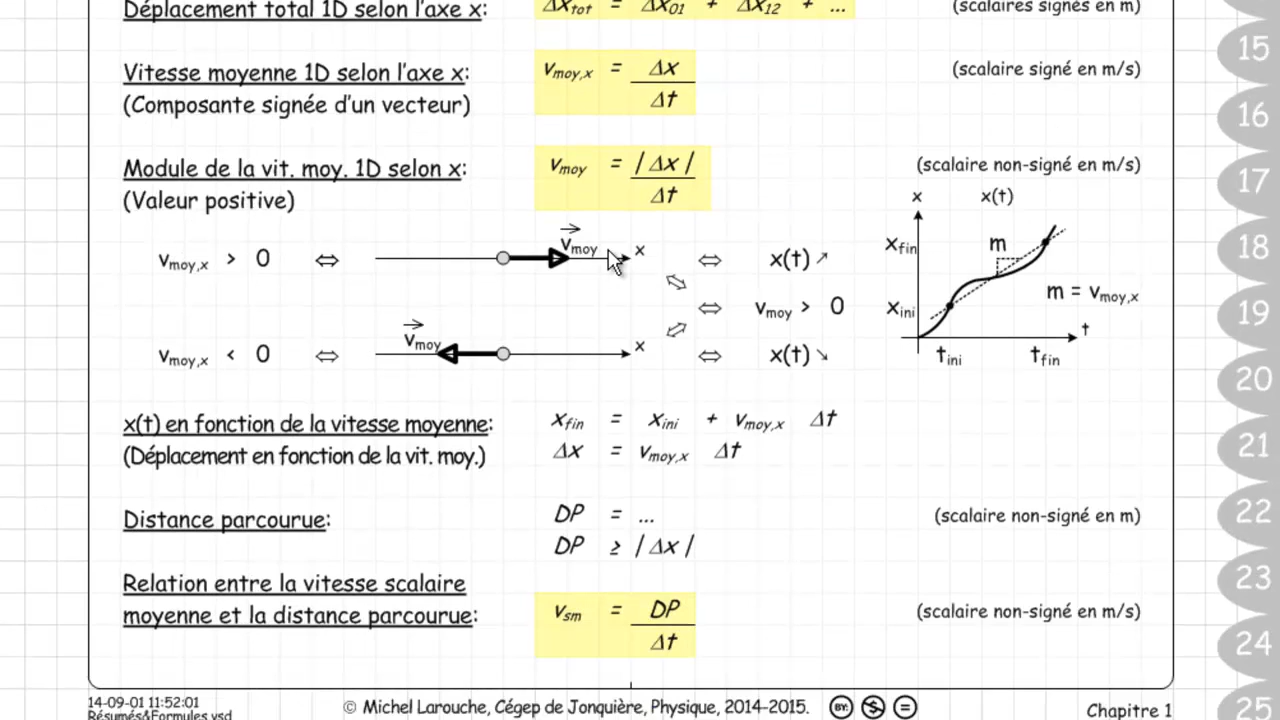 Déplacement total 1D selon l'axe x: Δx_tot = Δx_01 + Δx_12 + ... (scalaires signés en m)
15
Vitesse moyenne 1D selon l'axe x: v_moy,x = Δx / Δt (scalaire signé en m/s)
(Composante signée d'un vecteur)
16
Module de la vit. moy. 1D selon x: v_moy = |Δx| / Δt (scalaire non-signé en m/s)
17
(Valeur positive)
x x(t)
v_moy,x > 0 ⇔ v_moy x ⇔ x(t) ↗
x_fin m
18
⇔ v_moy > 0
x_ini m = v_moy,x
19
v_moy,x < 0 ⇔ v_moy x ⇔ x(t) ↘
t_ini t_fin t
20
x(t) en fonction de la vitesse moyenne: x_fin = x_ini + v_moy,x Δt
(Déplacement en fonction de la vit. moy.) Δx = v_moy,x Δt
21
Distance parcourue: DP = ... (scalaire non-signé en m)
22
DP ≥ |Δx|
23
Relation entre la vitesse scalaire
moyenne et la distance parcourue: v_sm = DP / Δt (scalaire non-signé en m/s)
24
14-09-01 11:52:01
Résumés&Formules.vsd
© Michel Larouche, Cégep de Jonquière, Physique, 2014-2015.
BY:
$
=
Chapitre 1
25